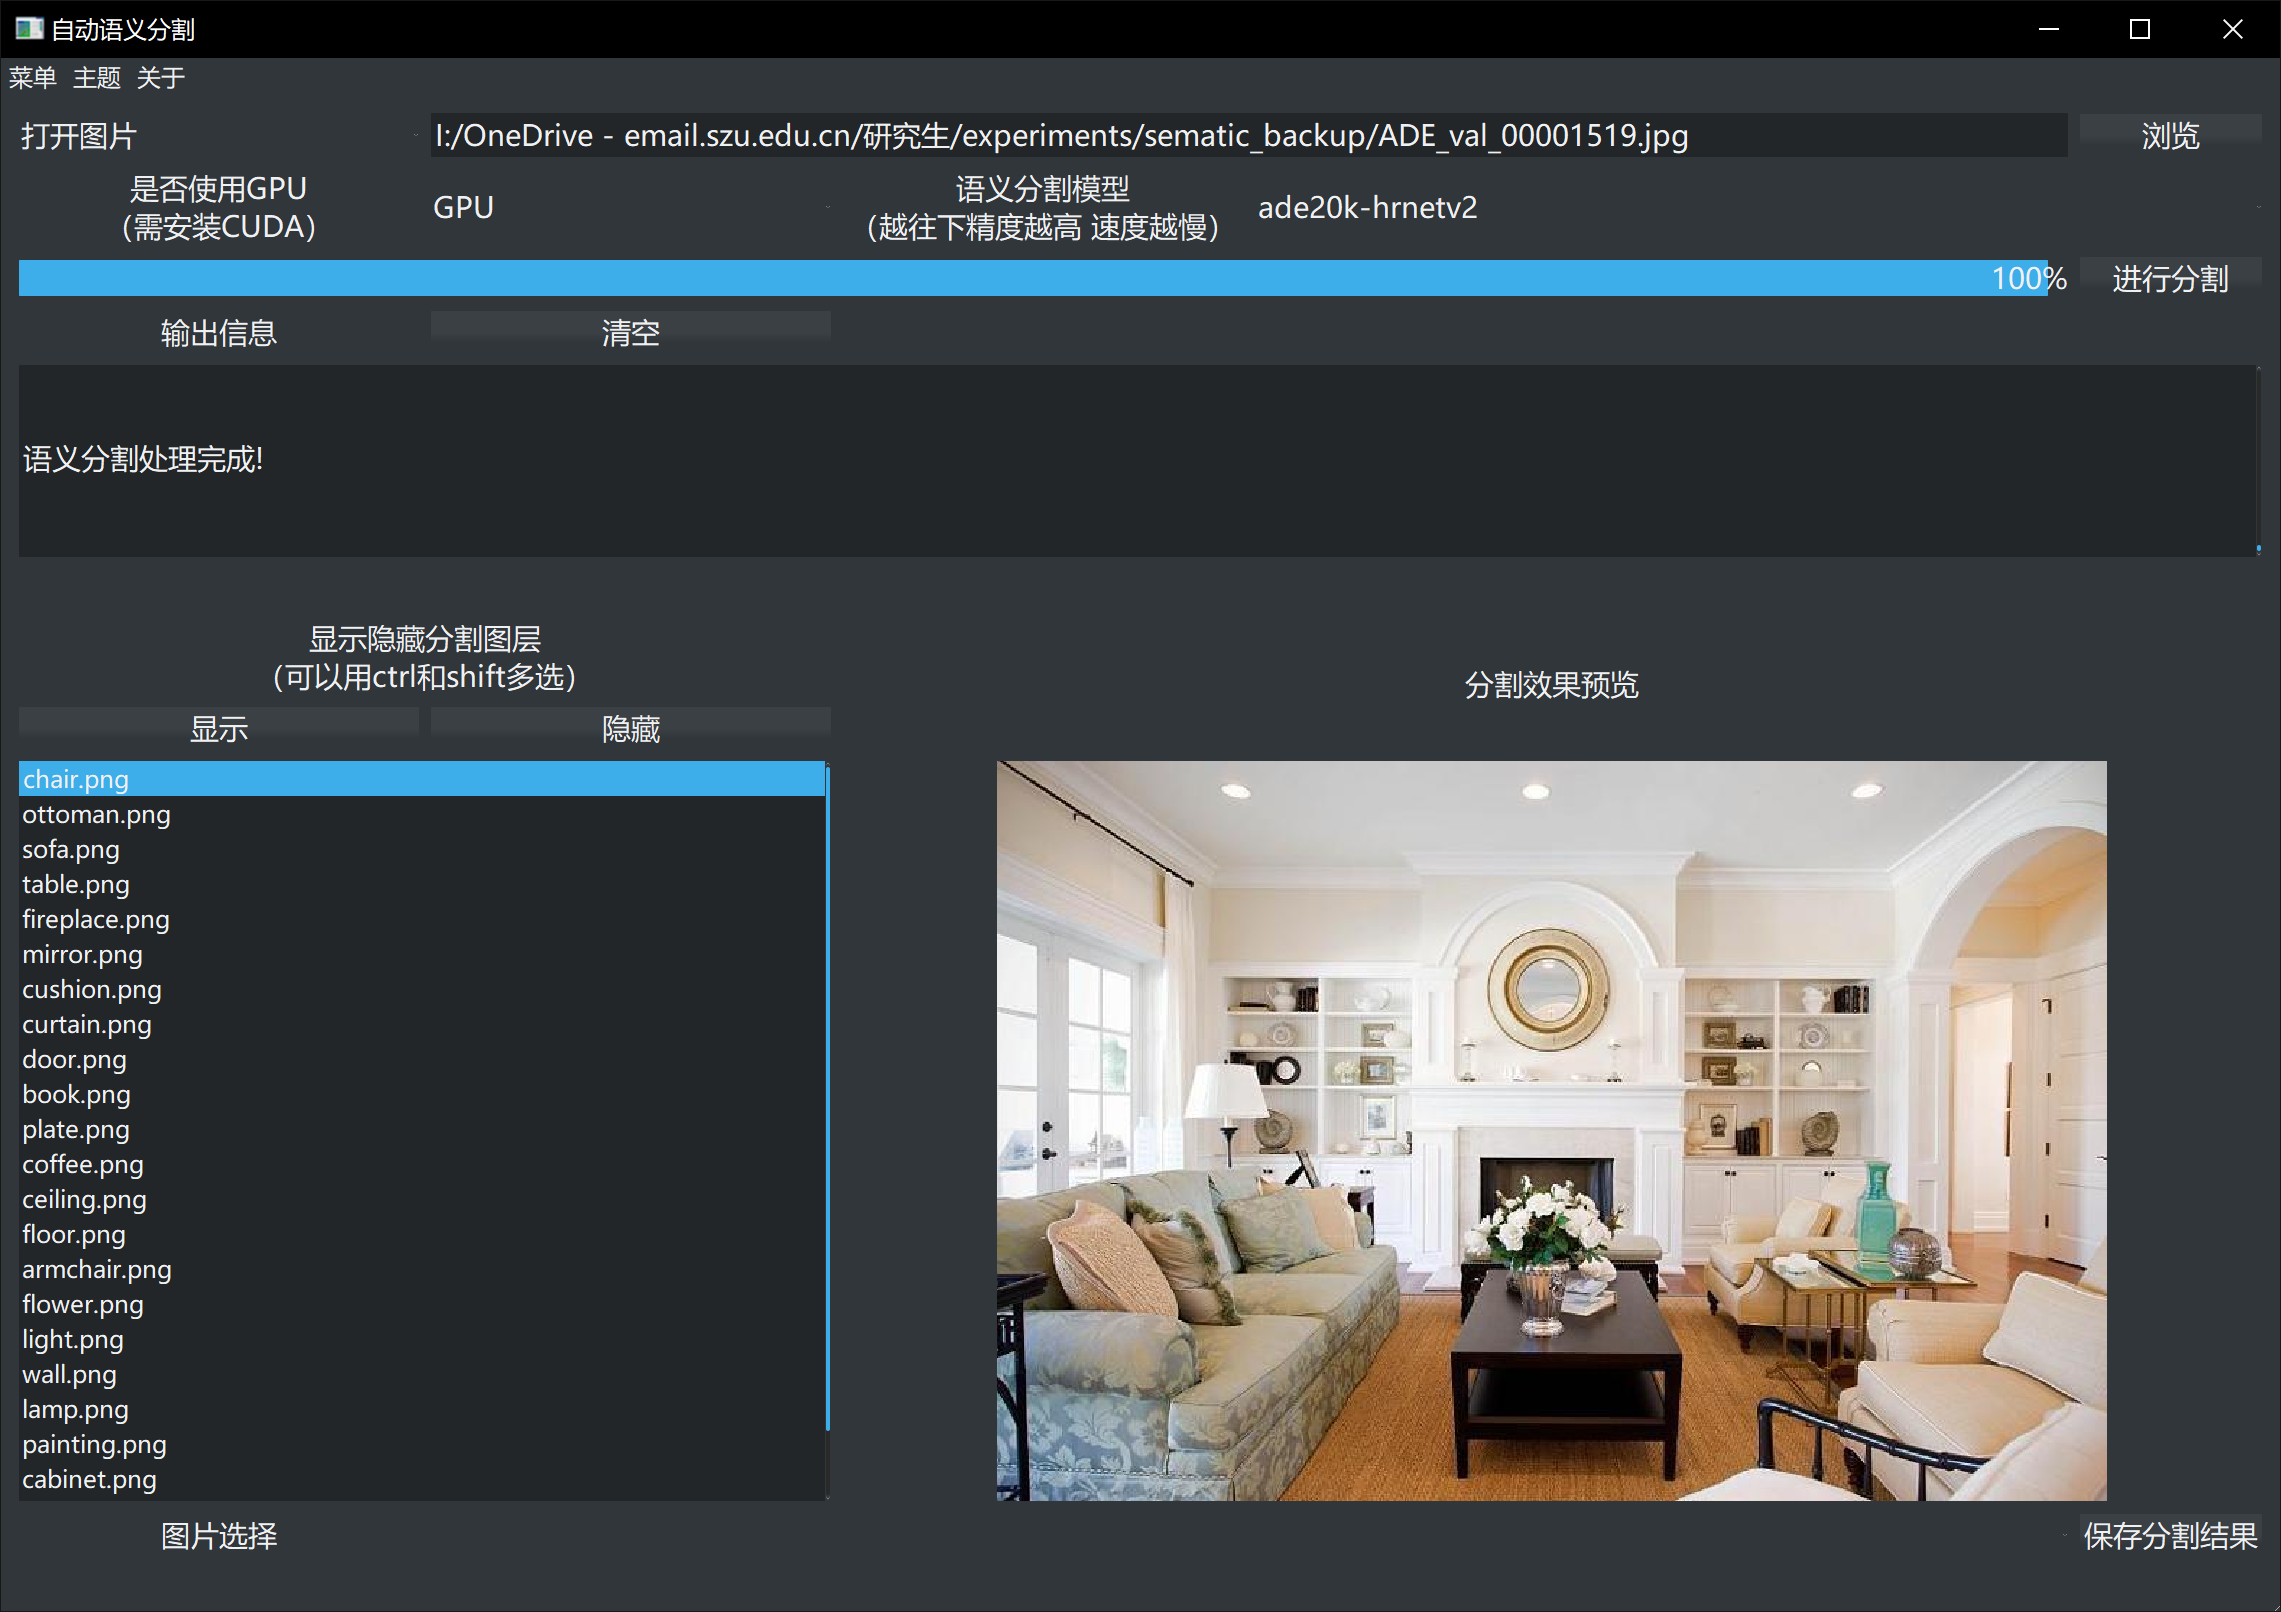 自动语义分割
菜单 主题 关于
打开图片
I:/OneDrive - email.szu.edu.cn/研究生/experiments/sematic_backup/ADE_val_00001519.jpg
浏览
是否使用GPU
（需安装CUDA）
GPU
语义分割模型
（越往下精度越高 速度越慢）
ade20k-hrnetv2
100%
进行分割
输出信息
清空
语义分割处理完成!
显示隐藏分割图层
（可以用ctrl和shift多选）
显示
隐藏
分割效果预览
chair.png
ottoman.png
sofa.png
table.png
fireplace.png
mirror.png
cushion.png
curtain.png
door.png
book.png
plate.png
coffee.png
ceiling.png
floor.png
armchair.png
flower.png
light.png
wall.png
lamp.png
painting.png
cabinet.png
图片选择
保存分割结果